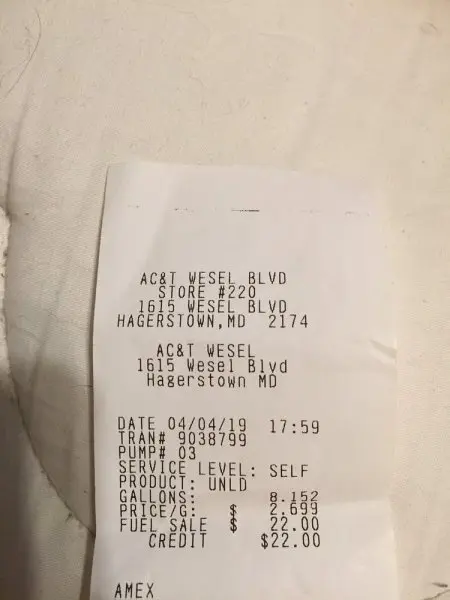 AC&T WESEL BLVD
STORE #220
1615 WESEL BLVD
HAGERSTOWN,MD 2174
AC&T WESEL
1615 Wesel Blvd
Hagerstown MD
DATE 04/04/19 17:59
TRAN# 9038799
PUMP# 03
SERVICE LEVEL: SELF
PRODUCT: UNLD
GALLONS: 8.152
PRICE/G: $ 2.699
FUEL SALE $ 22.00
CREDIT $22.00
AMEX